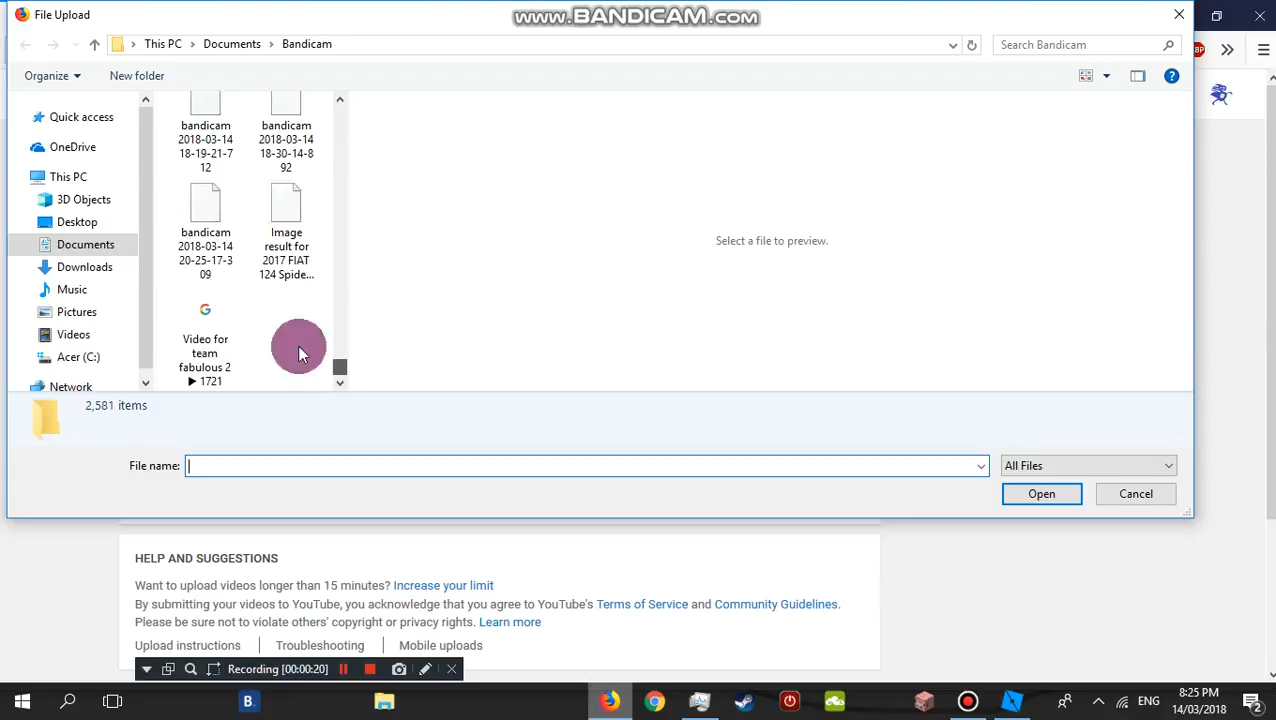 File Upload
www.BANDICAM.com
This PC > Documents > Bandicam
Search Bandicam
Organize
New folder
Quick access
OneDrive
This PC
3D Objects
Desktop
Documents
Downloads
Music
Pictures
Videos
Acer (C:)
Network
bandicam
2018-03-14
18-19-21-7
12
bandicam
2018-03-14
18-30-14-8
92
bandicam
2018-03-14
20-25-17-3
09
Image
result for
2017 FIAT
124 Spide...
G
Video for
team
fabulous 2
▶ 1721
Select a file to preview.
2,581 items
File name:
All Files
Open
Cancel
HELP AND SUGGESTIONS
Want to upload videos longer than 15 minutes? Increase your limit
By submitting your videos to YouTube, you acknowledge that you agree to YouTube's Terms of Service and Community Guidelines.
Please be sure not to violate others' copyright or privacy rights. Learn more
Upload instructions
Troubleshooting
Mobile uploads
Recording [00:00:20]
B.
ENG
8:25 PM
14/03/2018
2